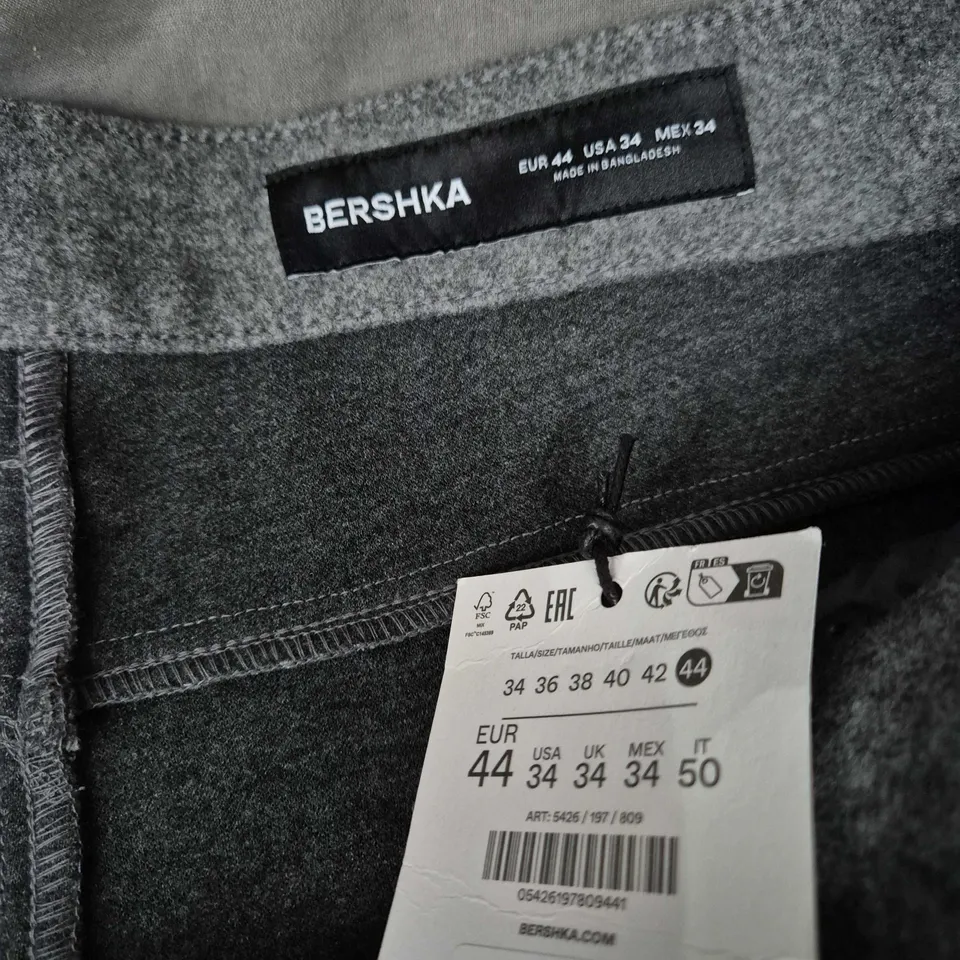 BERSHKA
EUR 44 USA 34 MEX 34
MADE IN BANGLADESH
FR ES
FSC
MIX
22
PAP
EAC
TALLA/SIZE/TAMANHO/TAILLE/MAAT/ΜΕΓΕΘΟΣ
34 36 38 40 42 44
EUR USA UK MEX IT
44 34 34 34 50
ART: 5426 / 197 / 809
05426197809441
BERSHKA.COM